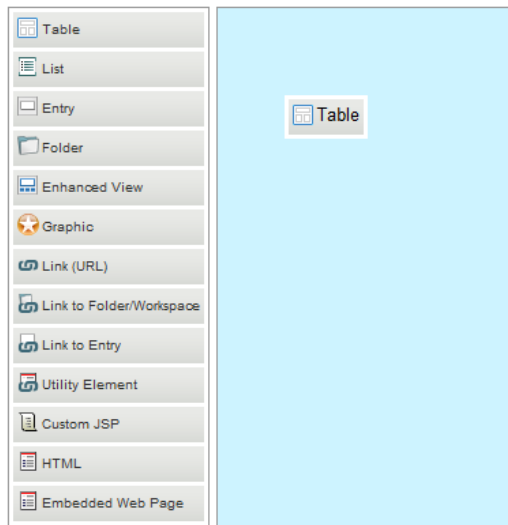 Table
List
Entry
Folder
Enhanced View
Graphic
Link (URL)
Link to Folder/Workspace
Link to Entry
Utility Element
Custom JSP
HTML
Embedded Web Page
Table